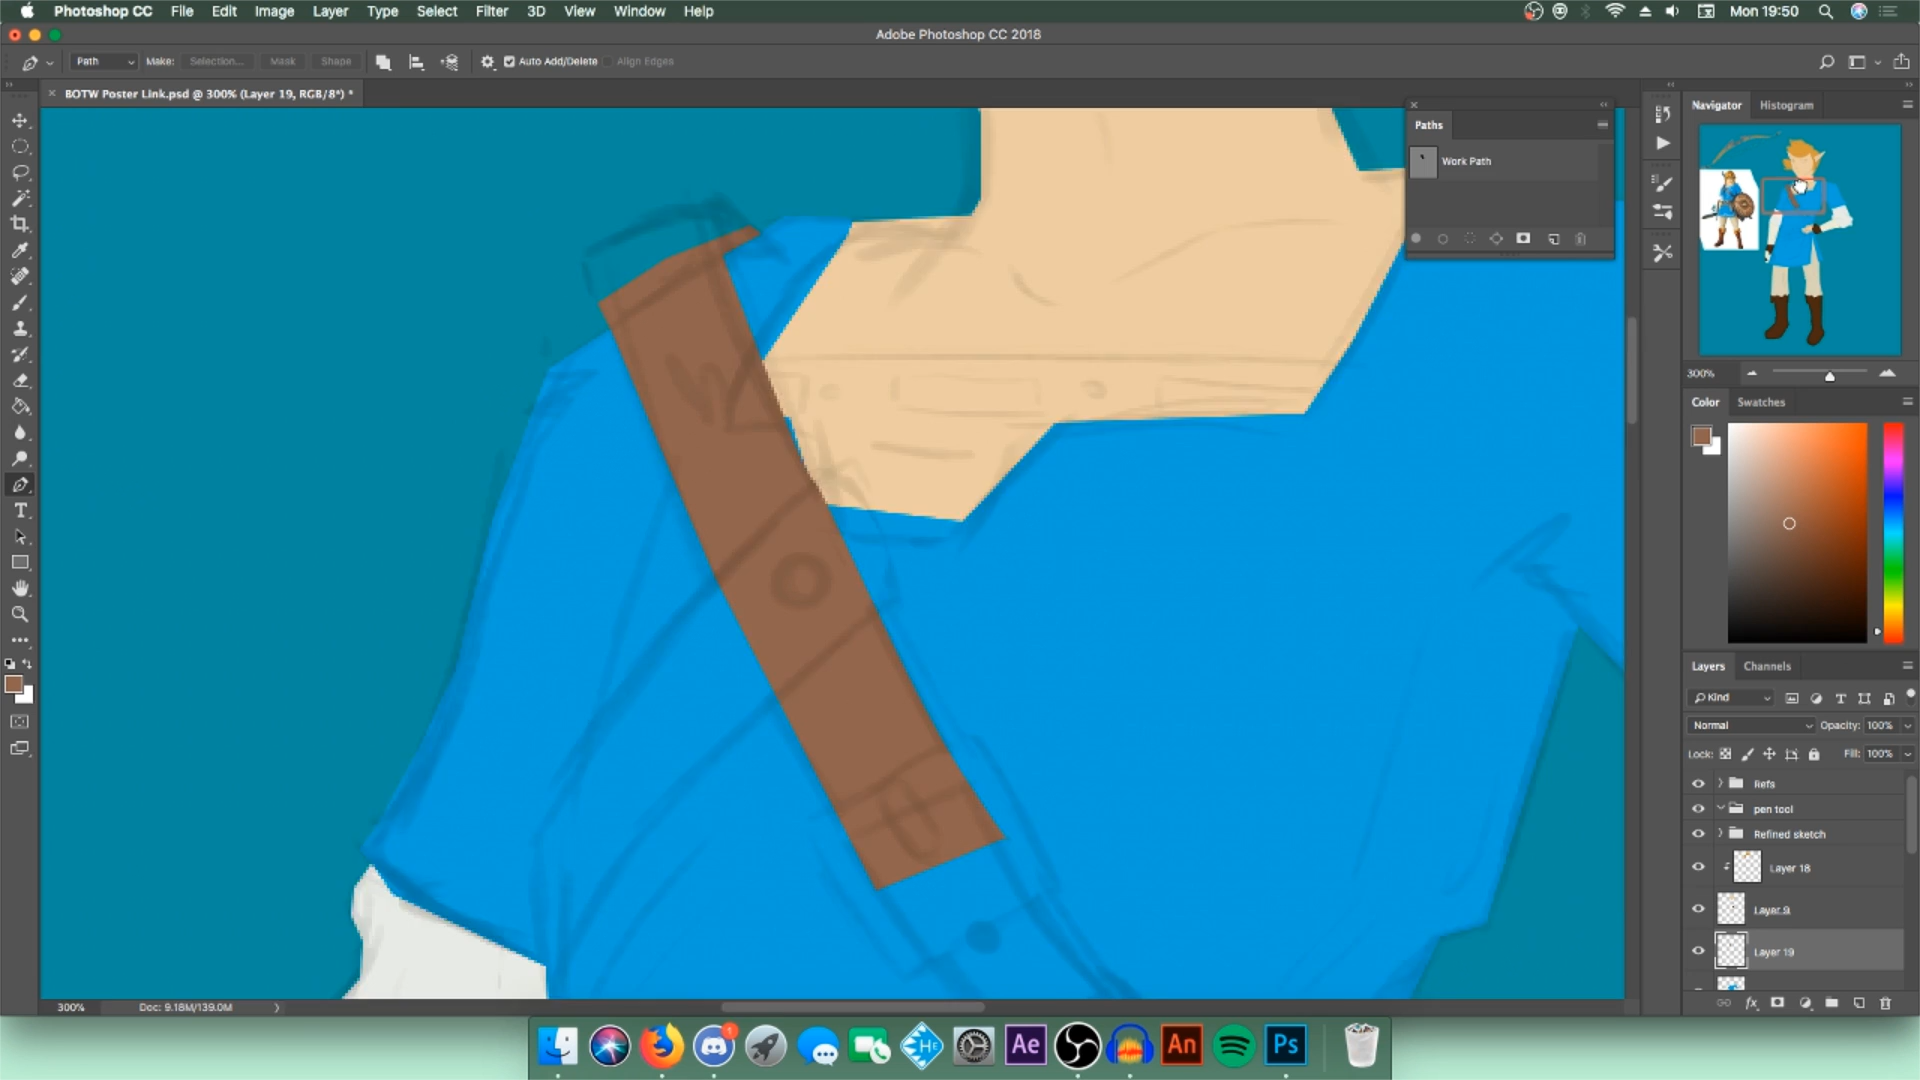 Photoshop CC File Edit Image Layer Type Select Filter 3D View Window Help Mon 19:50
Adobe Photoshop CC 2018
Path Make: Selection... Mask Shape Auto Add/Delete Align Edges
BOTW Poster Link.psd @ 300% (Layer 19, RGB/8*) *
Paths
Work Path
Navigator Histogram
300%
Color Swatches
Layers Channels
Kind
Normal Opacity: 100%
Lock: Fill: 100%
Refs
pen tool
Refined sketch
Layer 18
Layer 9
Layer 19
300% Doc: 9.18M/139.0M
1
HE
Ae
An
Ps